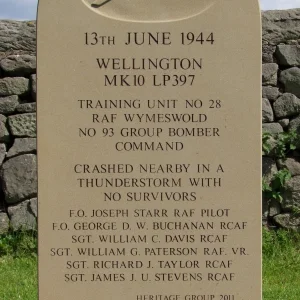 13TH JUNE 1944
WELLINGTON
MK10 LP397
TRAINING UNIT NO 28
RAF WYMESWOLD
NO 93 GROUP BOMBER
COMMAND
CRASHED NEARBY IN A
THUNDERSTORM WITH
NO SURVIVORS
F.O. JOSEPH STARR RAF PILOT
F.O. GEORGE D. W. BUCHANAN RCAF
SGT. WILLIAM C. DAVIS RCAF
SGT. WILLIAM G. PATERSON RAF. VR.
SGT. RICHARD J. TAYLOR RCAF
SGT. JAMES J. U. STEVENS RCAF
HERITAGE GROUP 2011